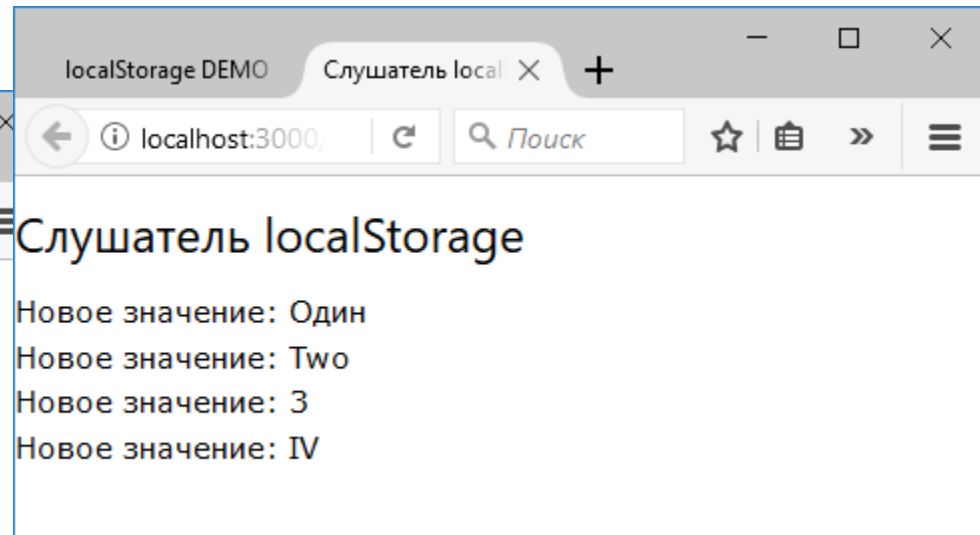 localStorage DEMO
Слушатель local
localhost:3000/
Поиск
Слушатель localStorage
Новое значение: Один
Новое значение: Two
Новое значение: 3
Новое значение: IV